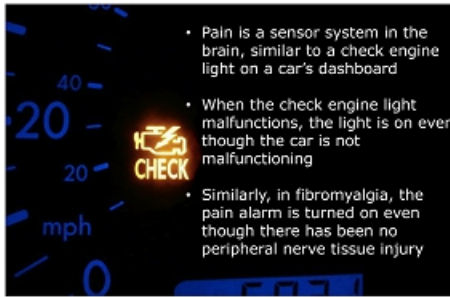 • Pain is a sensor system in the
brain, similar to a check engine
light on a car's dashboard
• When the check engine light
malfunctions, the light is on even
though the car is not
malfunctioning
• Similarly, in fibromyalgia, the
pain alarm is turned on even
though there has been no
peripheral nerve tissue injury
40
20
20
mph
0
CHECK